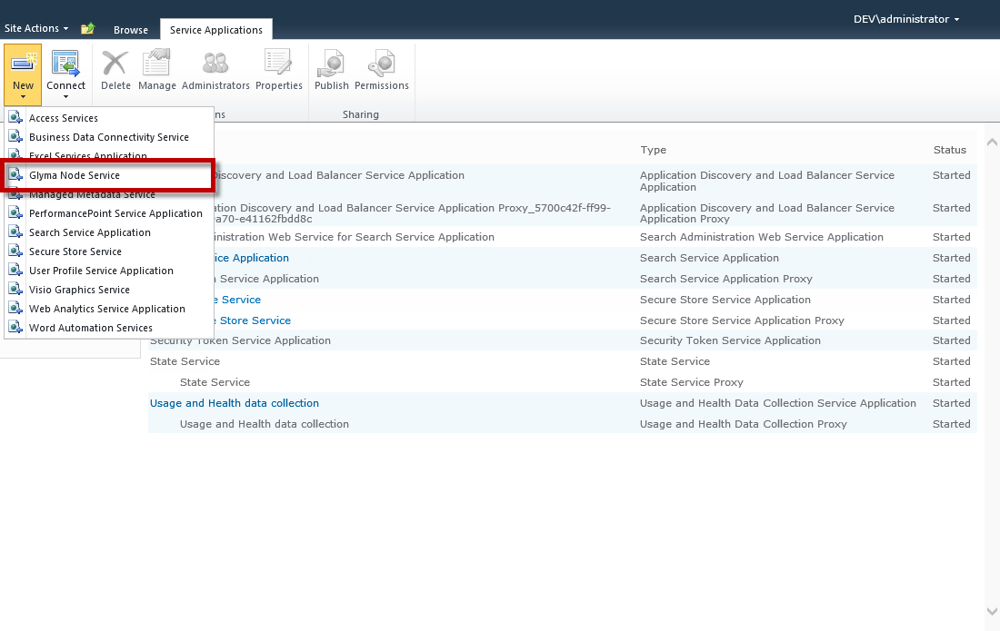 DEV\administrator
Site Actions
Browse
Service Applications
New
Connect
Delete
Manage
Administrators
Properties
Publish
Permissions
Sharing
Access Services
Business Data Connectivity Service
Excel Services Application
Glyma Node Service
Managed Metadata Service
PerformancePoint Service Application
Search Service Application
Secure Store Service
User Profile Service Application
Visio Graphics Service
Web Analytics Service Application
Word Automation Services
Type Status
Discovery and Load Balancer Service Application Application Discovery and Load Balancer Service Started
Application
Discovery and Load Balancer Service Application Proxy_5700c42f-ff99- Application Discovery and Load Balancer Service Started
a70-e41162fbdd8c Application Proxy
Web Service for Search Service Application Search Administration Web Service Application Started
Application Search Service Application Started
Service Application Search Service Application Proxy Started
Service Secure Store Service Application Started
Store Service Secure Store Service Application Proxy Started
Security Token Service Application Security Token Service Application Started
State Service State Service Started
State Service State Service Proxy Started
Usage and Health data collection Usage and Health Data Collection Service Application Started
Usage and Health data collection Usage and Health Data Collection Proxy Started